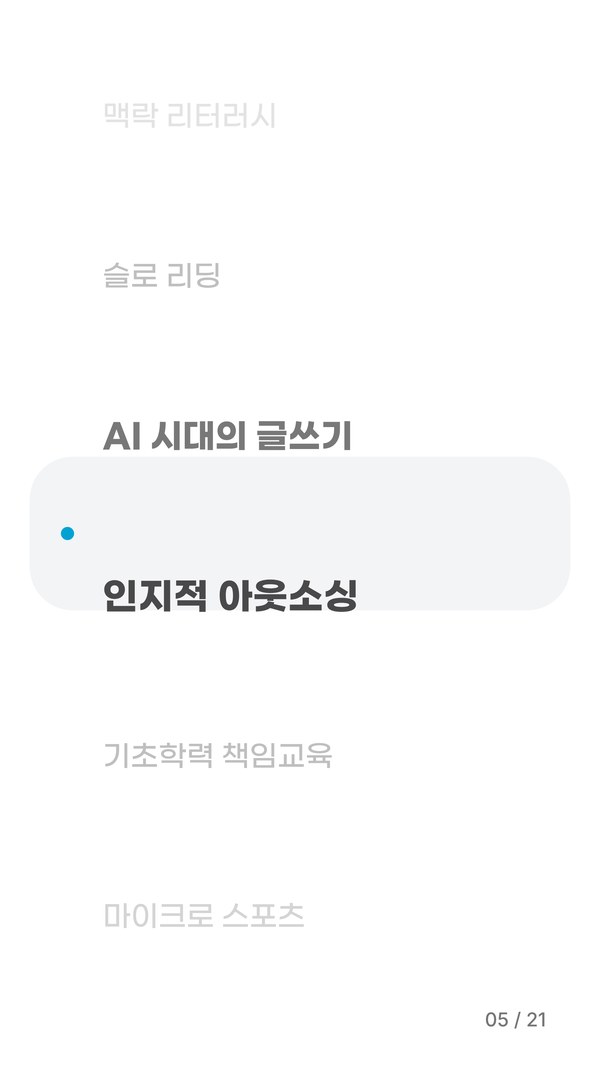 맥락 리터러시
슬로 리딩
AI 시대의 글쓰기
인지적 아웃소싱
기초학력 책임교육
마이크로 스포츠
05 / 21